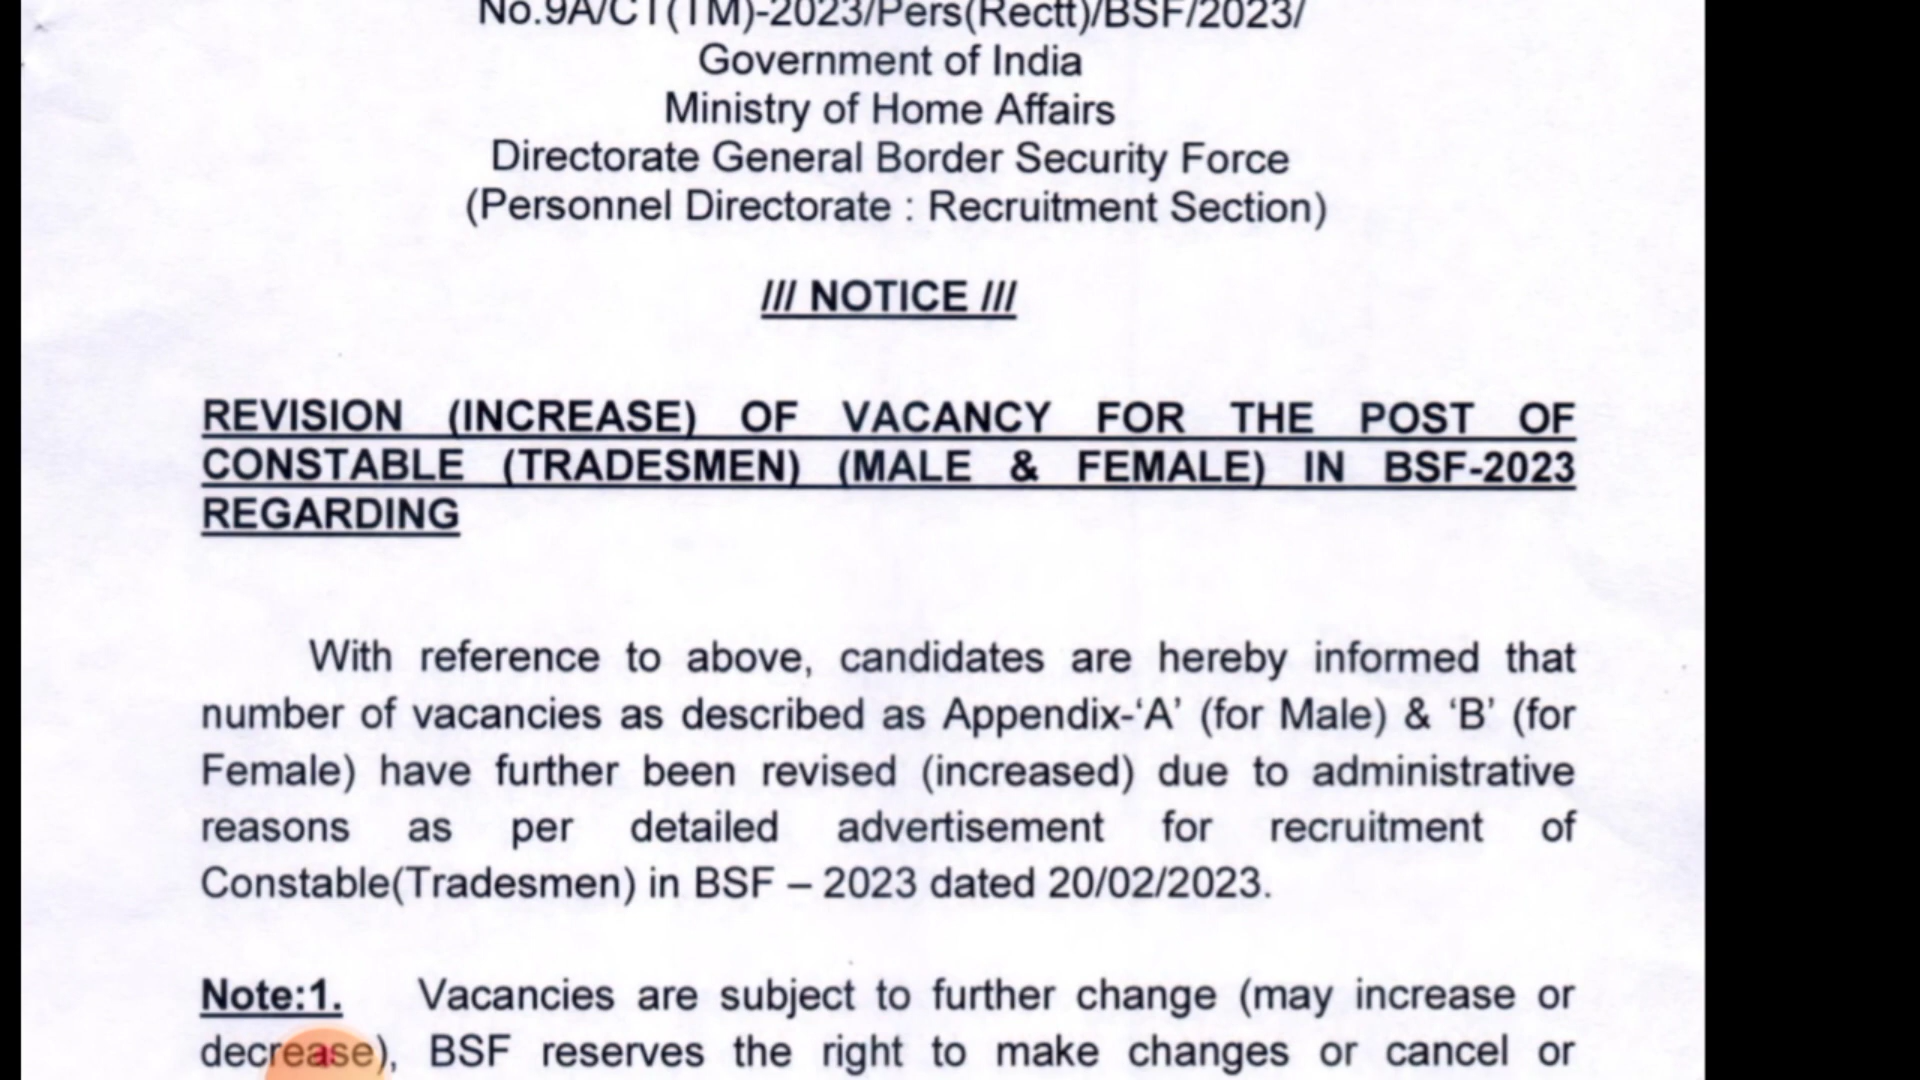 No.9A/CT(TM)-2023/Pers(Rectt)/BSF/2023/
Government of India
Ministry of Home Affairs
Directorate General Border Security Force
(Personnel Directorate : Recruitment Section)
/// NOTICE ///
REVISION (INCREASE) OF VACANCY FOR THE POST OF
CONSTABLE (TRADESMEN) (MALE & FEMALE) IN BSF-2023
REGARDING
With reference to above, candidates are hereby informed that
number of vacancies as described as Appendix-‘A’ (for Male) & ‘B’ (for
Female) have further been revised (increased) due to administrative
reasons as per detailed advertisement for recruitment of
Constable(Tradesmen) in BSF – 2023 dated 20/02/2023.
Note:1. Vacancies are subject to further change (may increase or
decrease), BSF reserves the right to make changes or cancel or